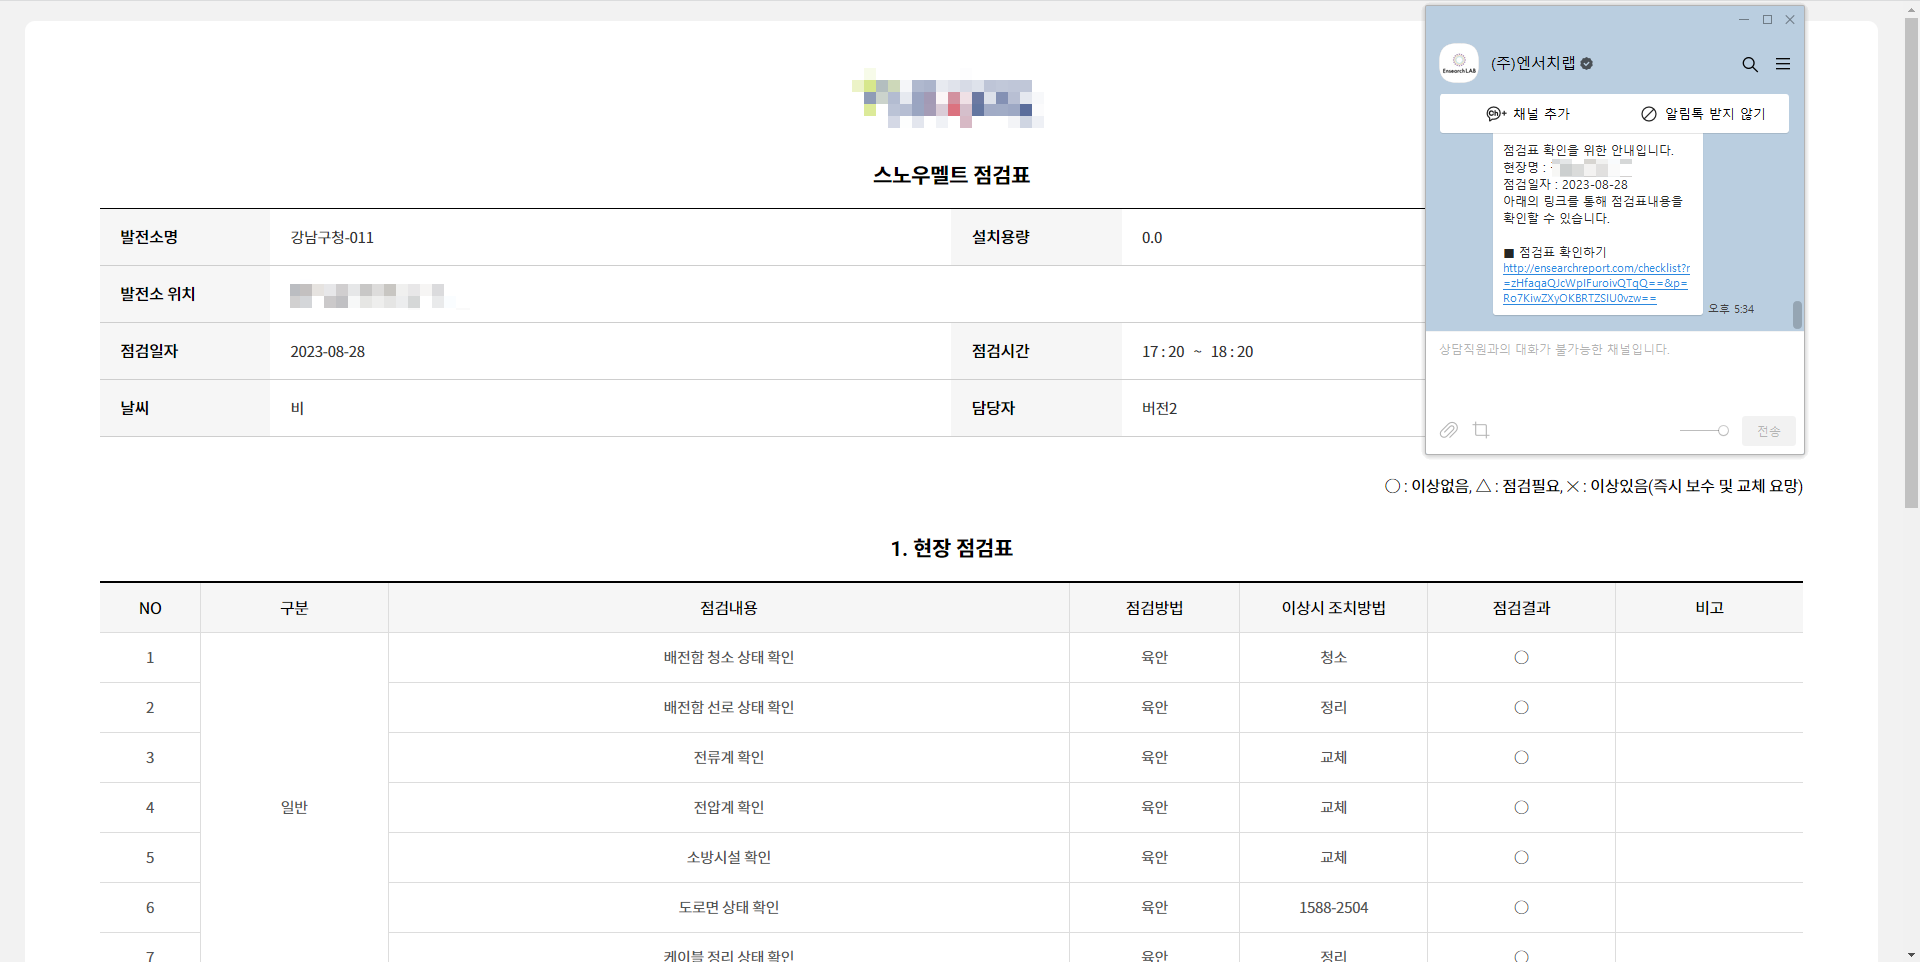 스노우멜트 점검표
발전소명 강남구청-011 설치용량 0.0
발전소 위치
점검일자 2023-08-28 점검시간 17 : 20 ~ 18 : 20
날씨 비 담당자 버전2
EnsearchLAB
(주)엔서치랩
Ch+ 채널 추가 알림톡 받지 않기
점검표 확인을 위한 안내입니다.
현장명 :
점검일자 : 2023-08-28
아래의 링크를 통해 점검표내용을
확인할 수 있습니다.
■ 점검표 확인하기
http://ensearchreport.com/checklist?r
=zHfaqaQJcWpIFuroivQTqQ==&p=
Ro7KiwZXyOKBRTZSIU0vzw==
오후 5:34
상담직원과의 대화가 불가능한 채널입니다.
전송
○ : 이상없음, △ : 점검필요, × : 이상있음(즉시 보수 및 교체 요망)
1. 현장 점검표
NO 구분 점검내용 점검방법 이상시 조치방법 점검결과 비고
1 배전함 청소 상태 확인 육안 청소 ○
2 배전함 선로 상태 확인 육안 정리 ○
3 전류계 확인 육안 교체 ○
4 일반 전압계 확인 육안 교체 ○
5 소방시설 확인 육안 교체 ○
6 도로면 상태 확인 육안 1588-2504 ○
7 케이블 정리 상태 확인 육안 정리 ○